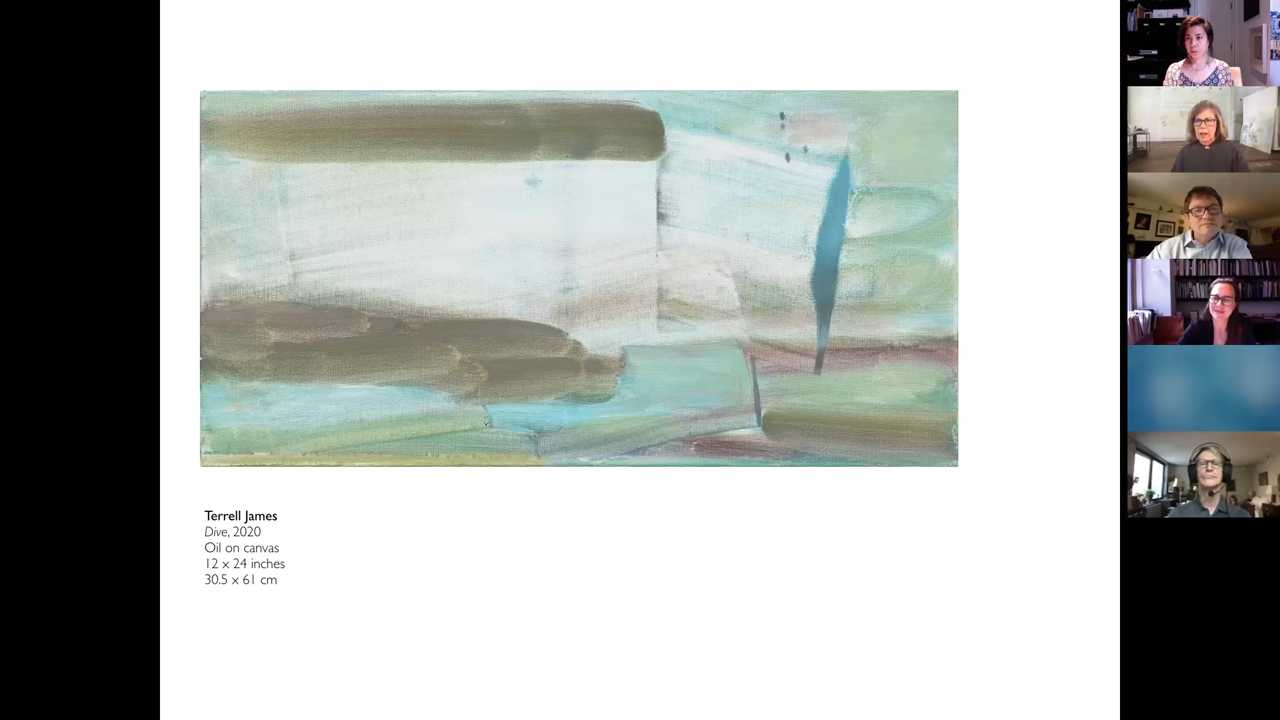 Terrell James
Dive, 2020
Oil on canvas
12 x 24 inches
30.5 x 61 cm